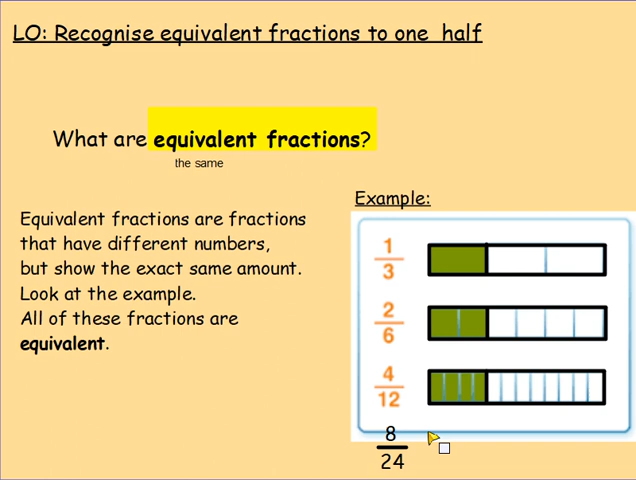 LO: Recognise equivalent fractions to one half
What are equivalent fractions?
the same
Equivalent fractions are fractions
that have different numbers,
but show the exact same amount.
Look at the example.
All of these fractions are
equivalent.
Example:
1
3
2
6
4
12
8
24